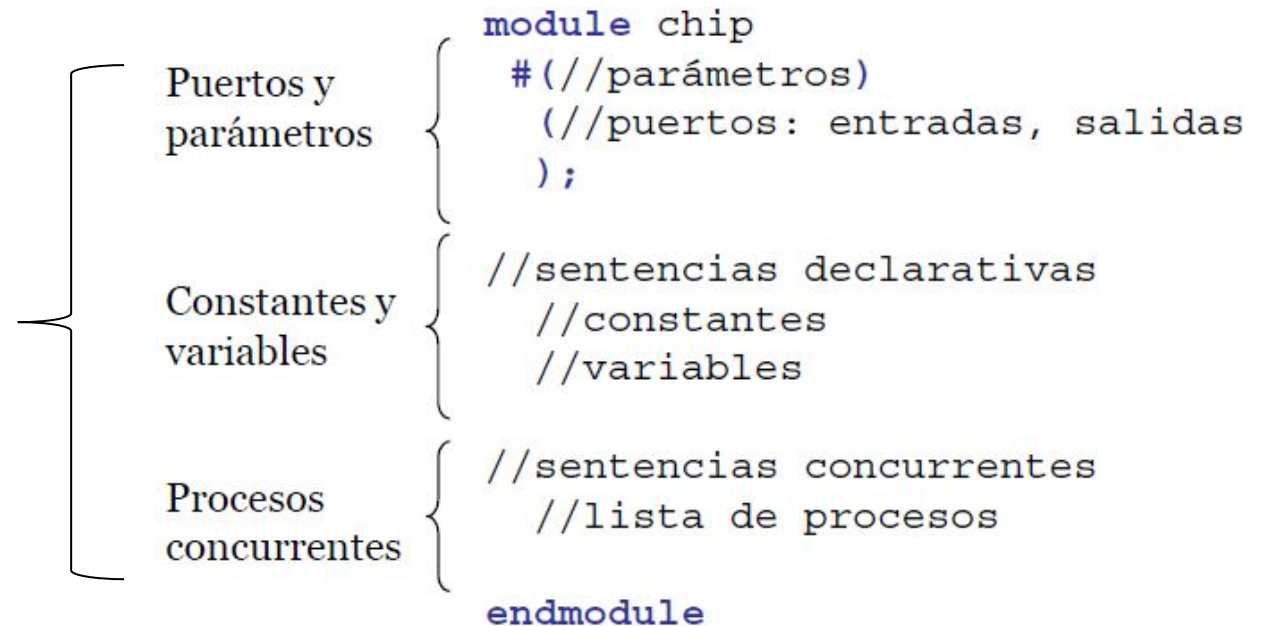 module chip
Puertos y
parámetros
#(//parámetros)
(//puertos: entradas, salidas
);
Constantes y
variables
//sentencias declarativas
//constantes
//variables
Procesos
concurrentes
//sentencias concurrentes
//lista de procesos
endmodule